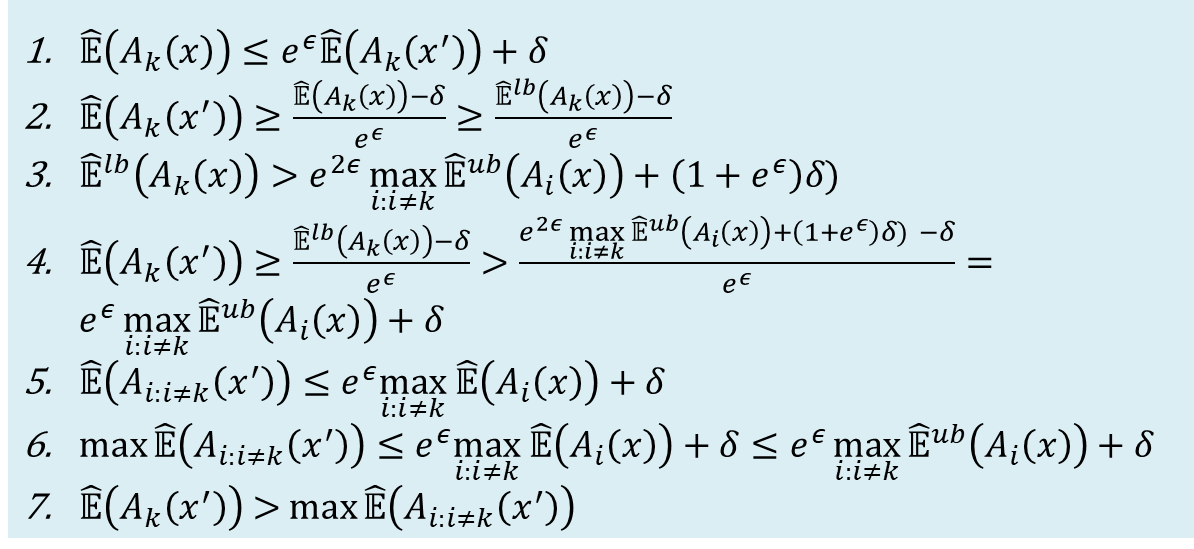 1. 𝔼̂(A_k(x)) ≤ e^ϵ 𝔼̂(A_k(x′)) + δ
2. 𝔼̂(A_k(x′)) ≥ (𝔼̂(A_k(x))−δ)/e^ϵ ≥ (𝔼̂^{lb}(A_k(x))−δ)/e^ϵ
3. 𝔼̂^{lb}(A_k(x)) > e^{2ϵ} max_{i:i≠k} 𝔼̂^{ub}(A_i(x)) + (1 + e^ϵ)δ)
4. 𝔼̂(A_k(x′)) ≥ (𝔼̂^{lb}(A_k(x))−δ)/e^ϵ > (e^{2ϵ} max_{i:i≠k} 𝔼̂^{ub}(A_i(x))+(1+e^ϵ)δ) −δ)/e^ϵ =
e^ϵ max_{i:i≠k} 𝔼̂^{ub}(A_i(x)) + δ
5. 𝔼̂(A_{i:i≠k}(x′)) ≤ e^ϵ max_{i:i≠k} 𝔼̂(A_i(x)) + δ
6. max 𝔼̂(A_{i:i≠k}(x′)) ≤ e^ϵ max_{i:i≠k} 𝔼̂(A_i(x)) + δ ≤ e^ϵ max_{i:i≠k} 𝔼̂^{ub}(A_i(x)) + δ
7. 𝔼̂(A_k(x′)) > max 𝔼̂(A_{i:i≠k}(x′))